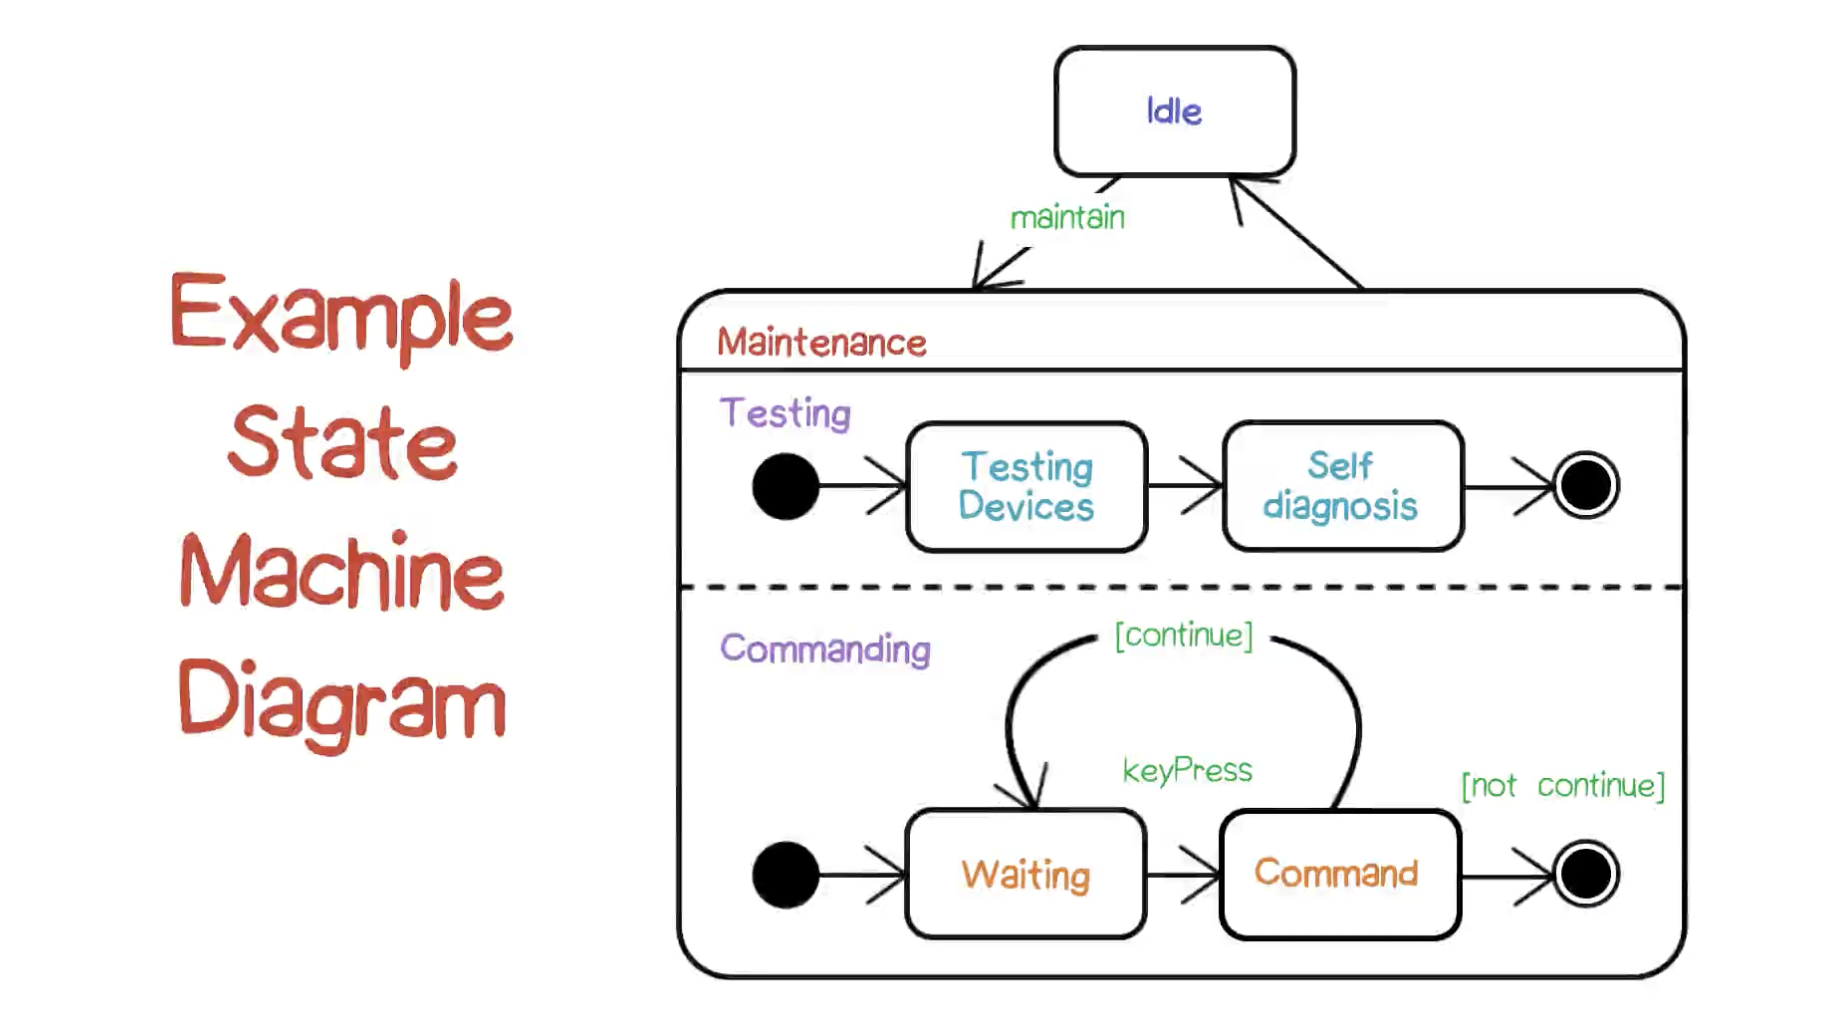 Example
State
Machine
Diagram
Idle
maintain
Maintenance
Testing
Testing
Devices
Self
diagnosis
Commanding
[continue]
keyPress
[not continue]
Waiting
Command